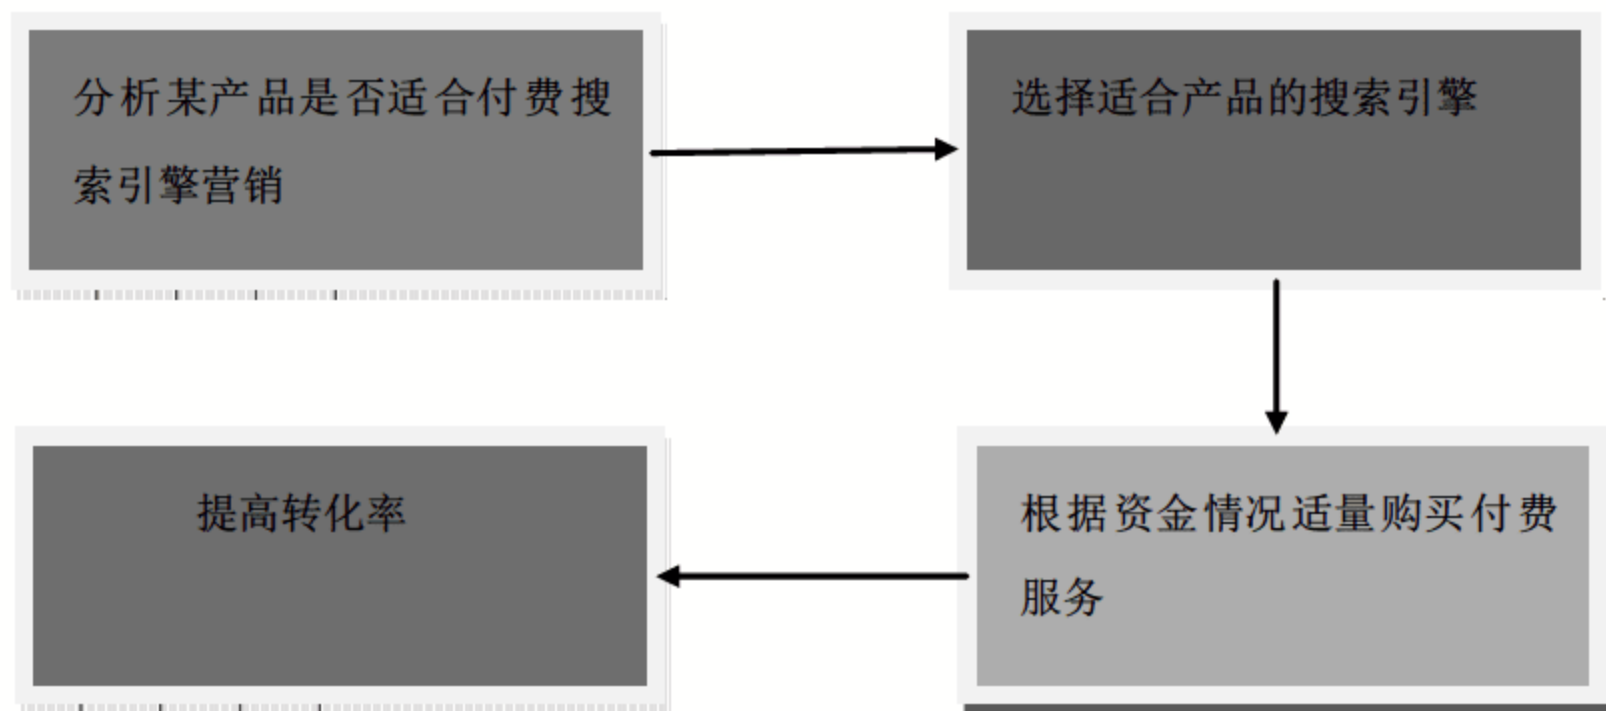 分析某产品是否适合付费搜
索引擎营销
选择适合产品的搜索引擎
根据资金情况适量购买付费
服务
提高转化率